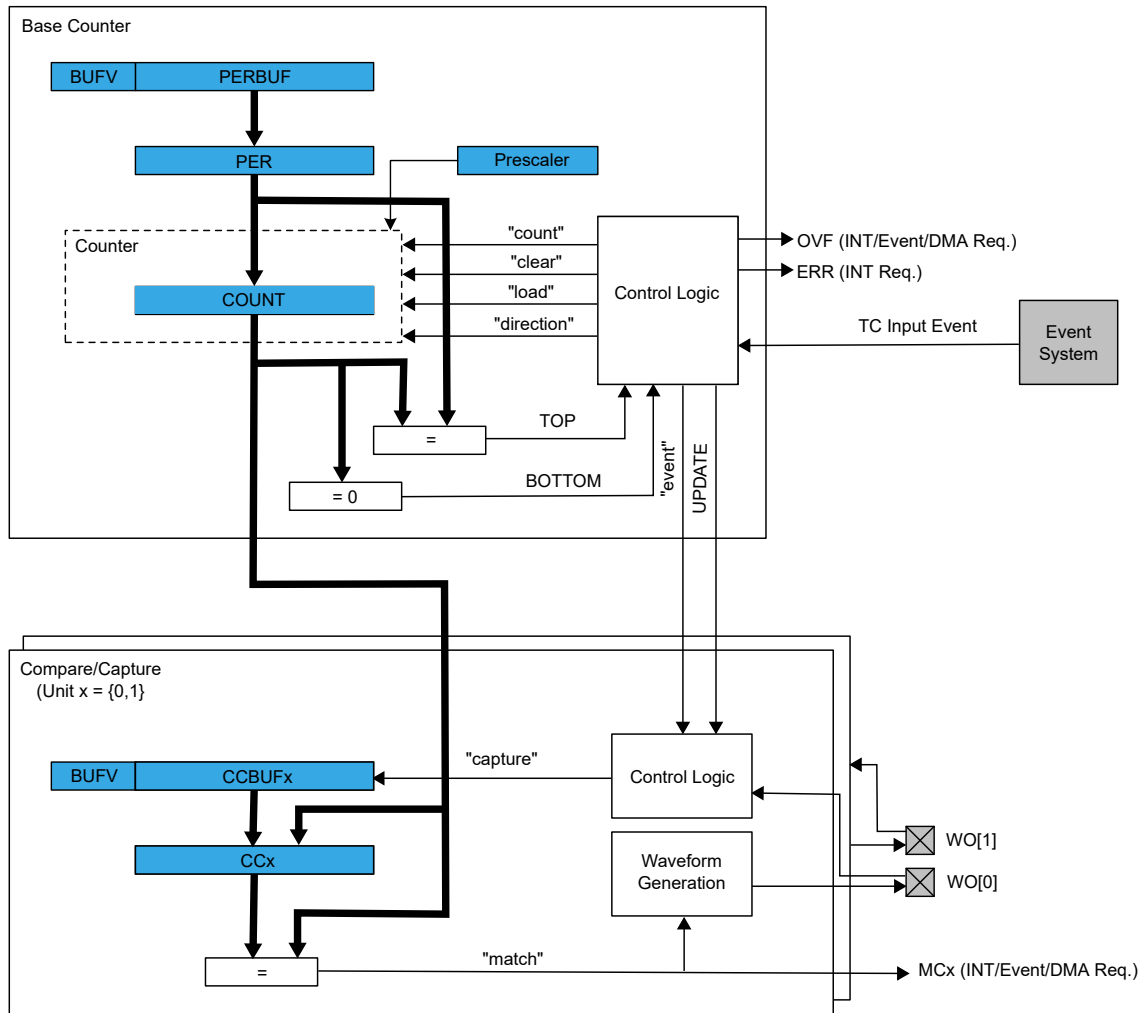 Base Counter
BUFV
PERBUF
PER
Prescaler
Counter
COUNT
"count"
"clear"
"load"
"direction"
Control Logic
OVF (INT/Event/DMA Req.)
ERR (INT Req.)
TC Input Event
Event
System
=
TOP
= 0
BOTTOM
"event"
UPDATE
Compare/Capture
(Unit x = {0,1}
BUFV
CCBUFx
"capture"
Control Logic
CCx
Waveform
Generation
WO[1]
WO[0]
=
"match"
MCx (INT/Event/DMA Req.)